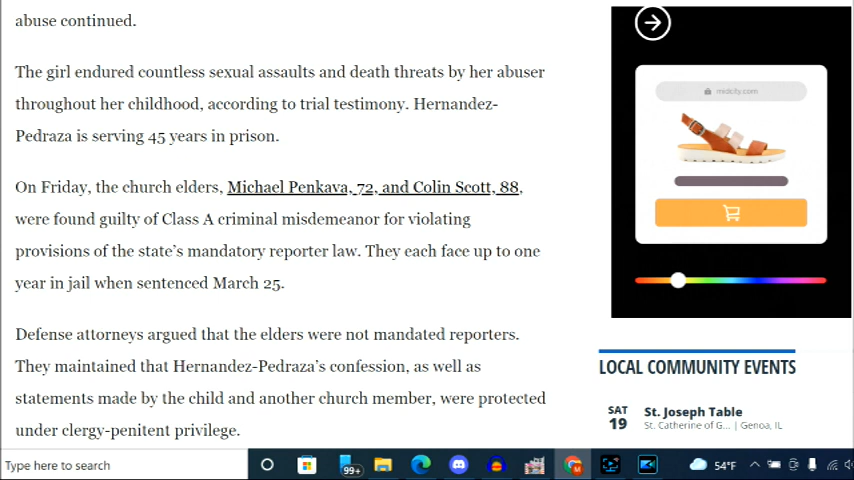 abuse continued.
The girl endured countless sexual assaults and death threats by her abuser
throughout her childhood, according to trial testimony. Hernandez-
Pedraza is serving 45 years in prison.
On Friday, the church elders, Michael Penkava, 72, and Colin Scott, 88,
were found guilty of Class A criminal misdemeanor for violating
provisions of the state's mandatory reporter law. They each face up to one
year in jail when sentenced March 25.
Defense attorneys argued that the elders were not mandated reporters.
They maintained that Hernandez-Pedraza's confession, as well as
statements made by the child and another church member, were protected
under clergy-penitent privilege.
midcity.com
LOCAL COMMUNITY EVENTS
SAT
19
St. Joseph Table
St. Catherine of G... | Genoa, IL
Type here to search
99+
54°F